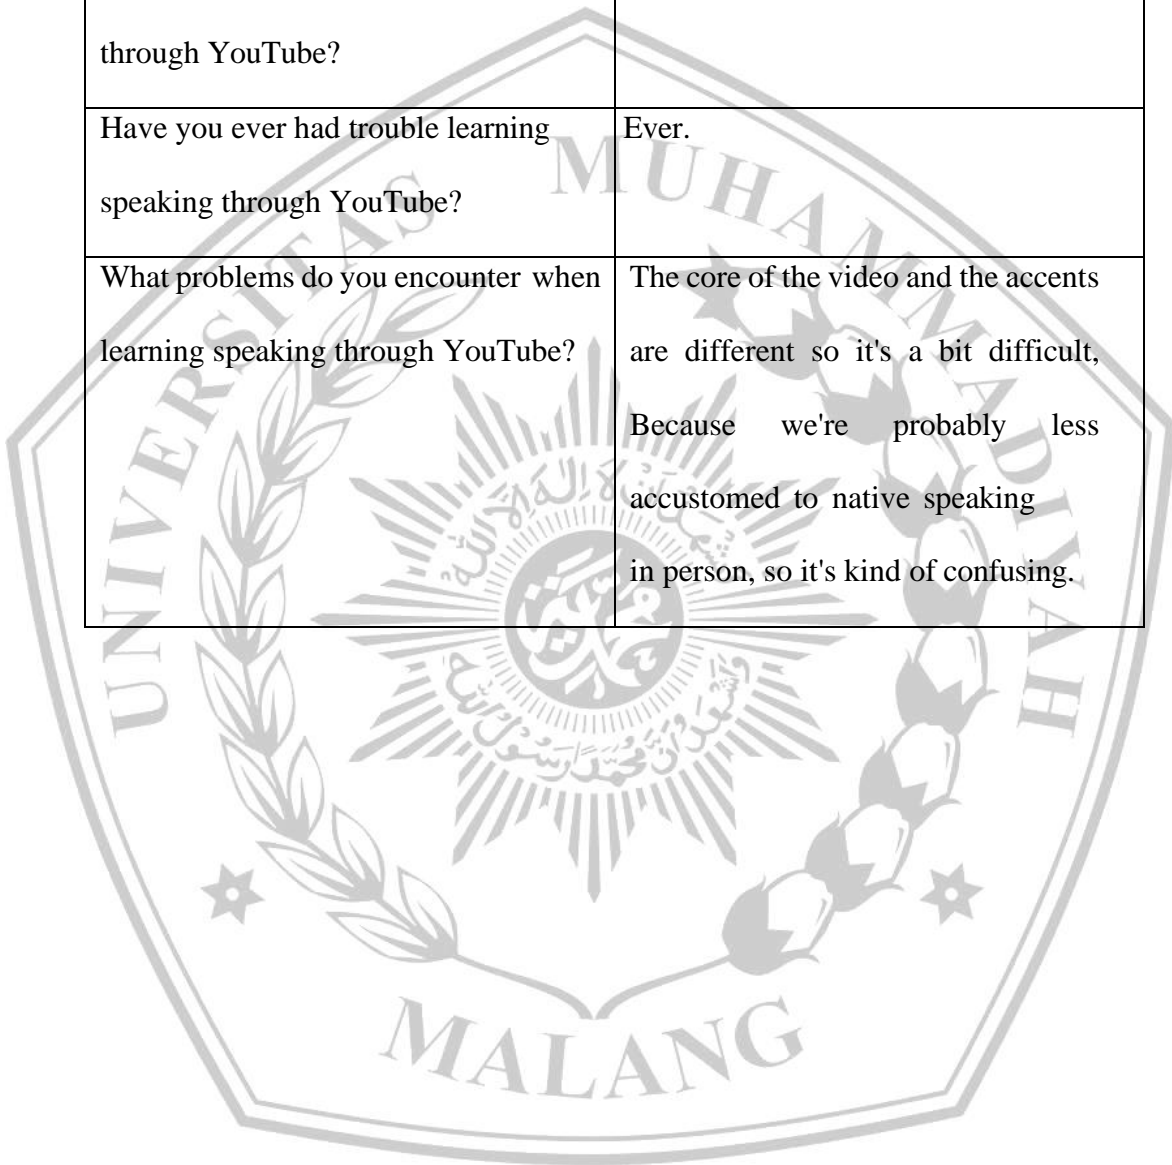 through YouTube?
Have you ever had trouble learning
speaking through YouTube?
Ever.
What problems do you encounter when
learning speaking through YouTube?
The core of the video and the accents
are different so it's a bit difficult,
Because we're probably less
accustomed to native speaking
in person, so it's kind of confusing.
UNIVERSITAS MUHAMMADIYAH
MALANG